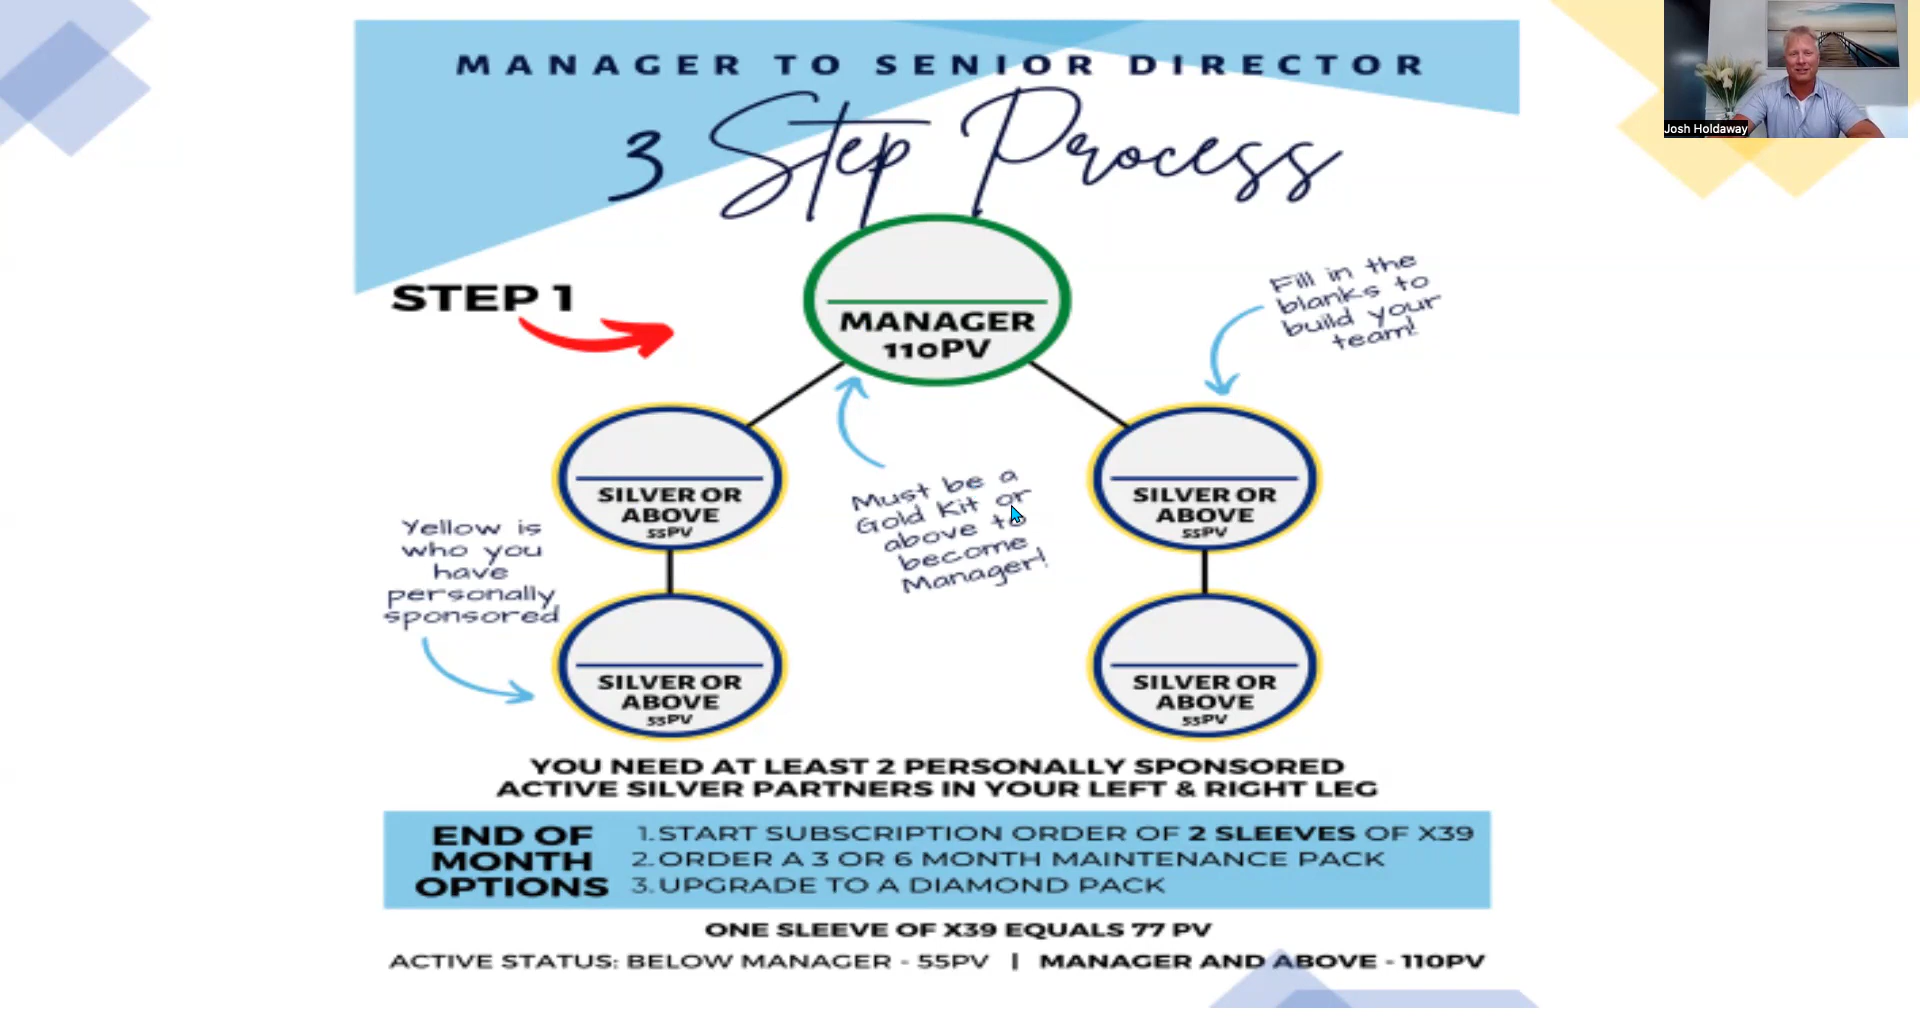 MANAGER TO SENIOR DIRECTOR
3 Step Process
Josh Holdaway
STEP 1
MANAGER
110PV
Fill in the
blanks to
build your
team!
SILVER OR
ABOVE
55PV
Must be a
Gold Kit or
above to
become
Manager!
SILVER OR
ABOVE
55PV
Yellow is
who you
have
personally
sponsored
SILVER OR
ABOVE
55PV
SILVER OR
ABOVE
55PV
YOU NEED AT LEAST 2 PERSONALLY SPONSORED
ACTIVE SILVER PARTNERS IN YOUR LEFT & RIGHT LEG
END OF
MONTH
OPTIONS
1. START SUBSCRIPTION ORDER OF 2 SLEEVES OF X39
2. ORDER A 3 OR 6 MONTH MAINTENANCE PACK
3. UPGRADE TO A DIAMOND PACK
ONE SLEEVE OF X39 EQUALS 77 PV
ACTIVE STATUS: BELOW MANAGER - 55PV | MANAGER AND ABOVE - 110PV